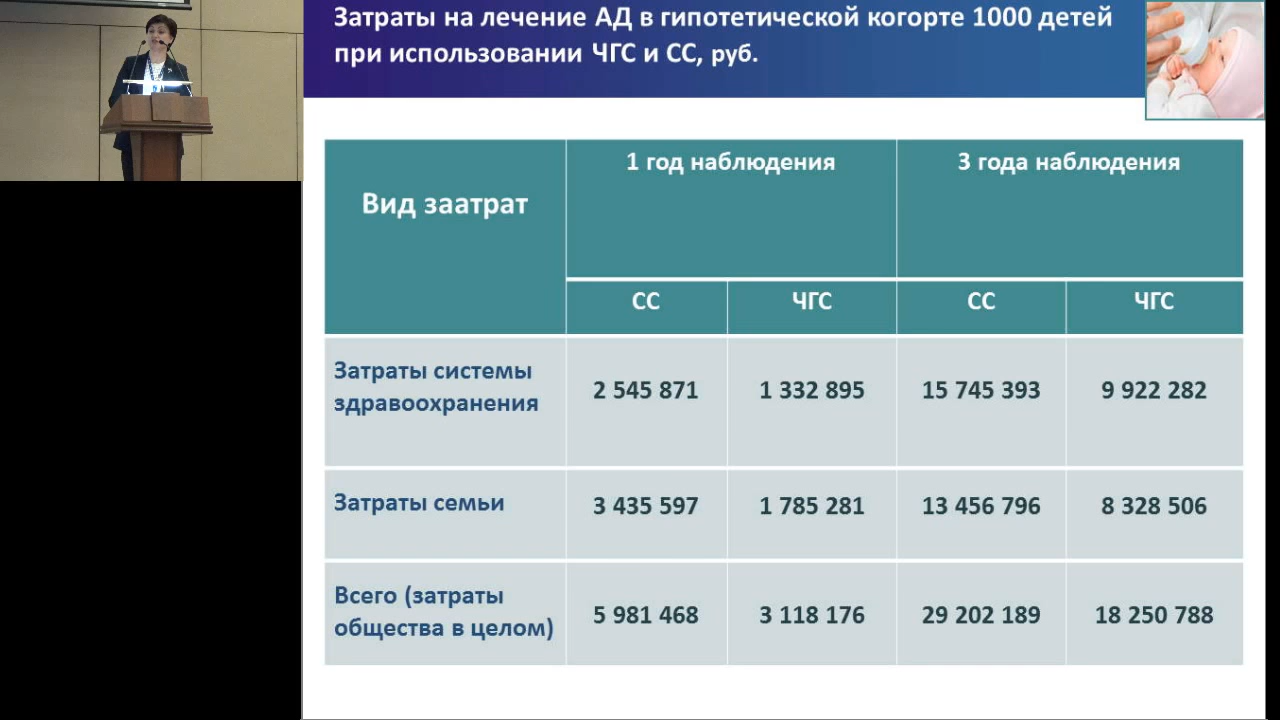 Затраты на лечение АД в гипотетической когорте 1000 детей
при использовании ЧГС и СС, руб.
Вид заатрат
1 год наблюдения
3 года наблюдения
СС
ЧГС
СС
ЧГС
Затраты системы
здравоохранения
2 545 871
1 332 895
15 745 393
9 922 282
Затраты семьи
3 435 597
1 785 281
13 456 796
8 328 506
Всего (затраты
общества в целом)
5 981 468
3 118 176
29 202 189
18 250 788